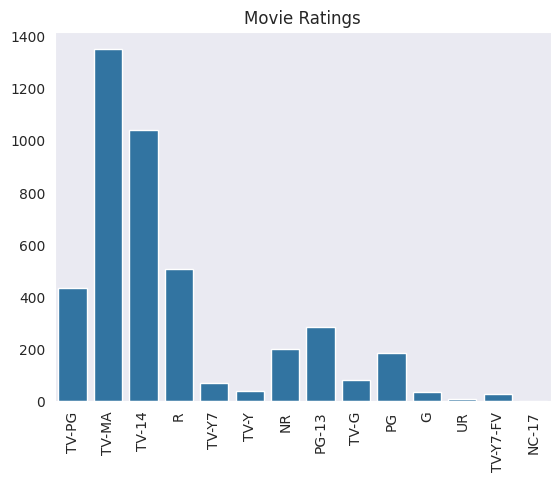 Movie Ratings
1400
1200
1000
800
600
400
200
0
TV-PG
TV-MA
TV-14
R
TV-Y7
TV-Y
NR
PG-13
TV-G
PG
G
UR
TV-Y7-FV
NC-17